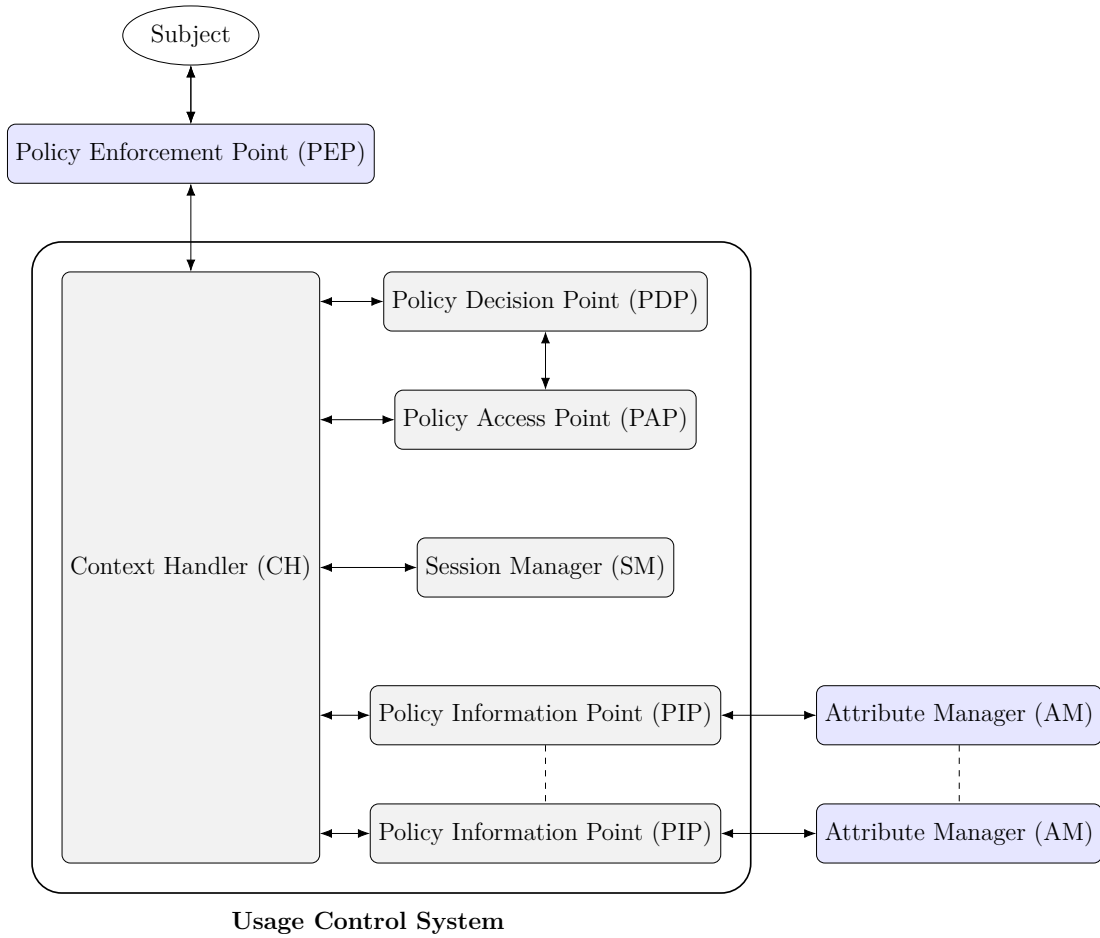 Subject
Policy Enforcement Point (PEP)
Policy Decision Point (PDP)
Policy Access Point (PAP)
Context Handler (CH)
Session Manager (SM)
Policy Information Point (PIP)
Attribute Manager (AM)
Policy Information Point (PIP)
Attribute Manager (AM)
Usage Control System